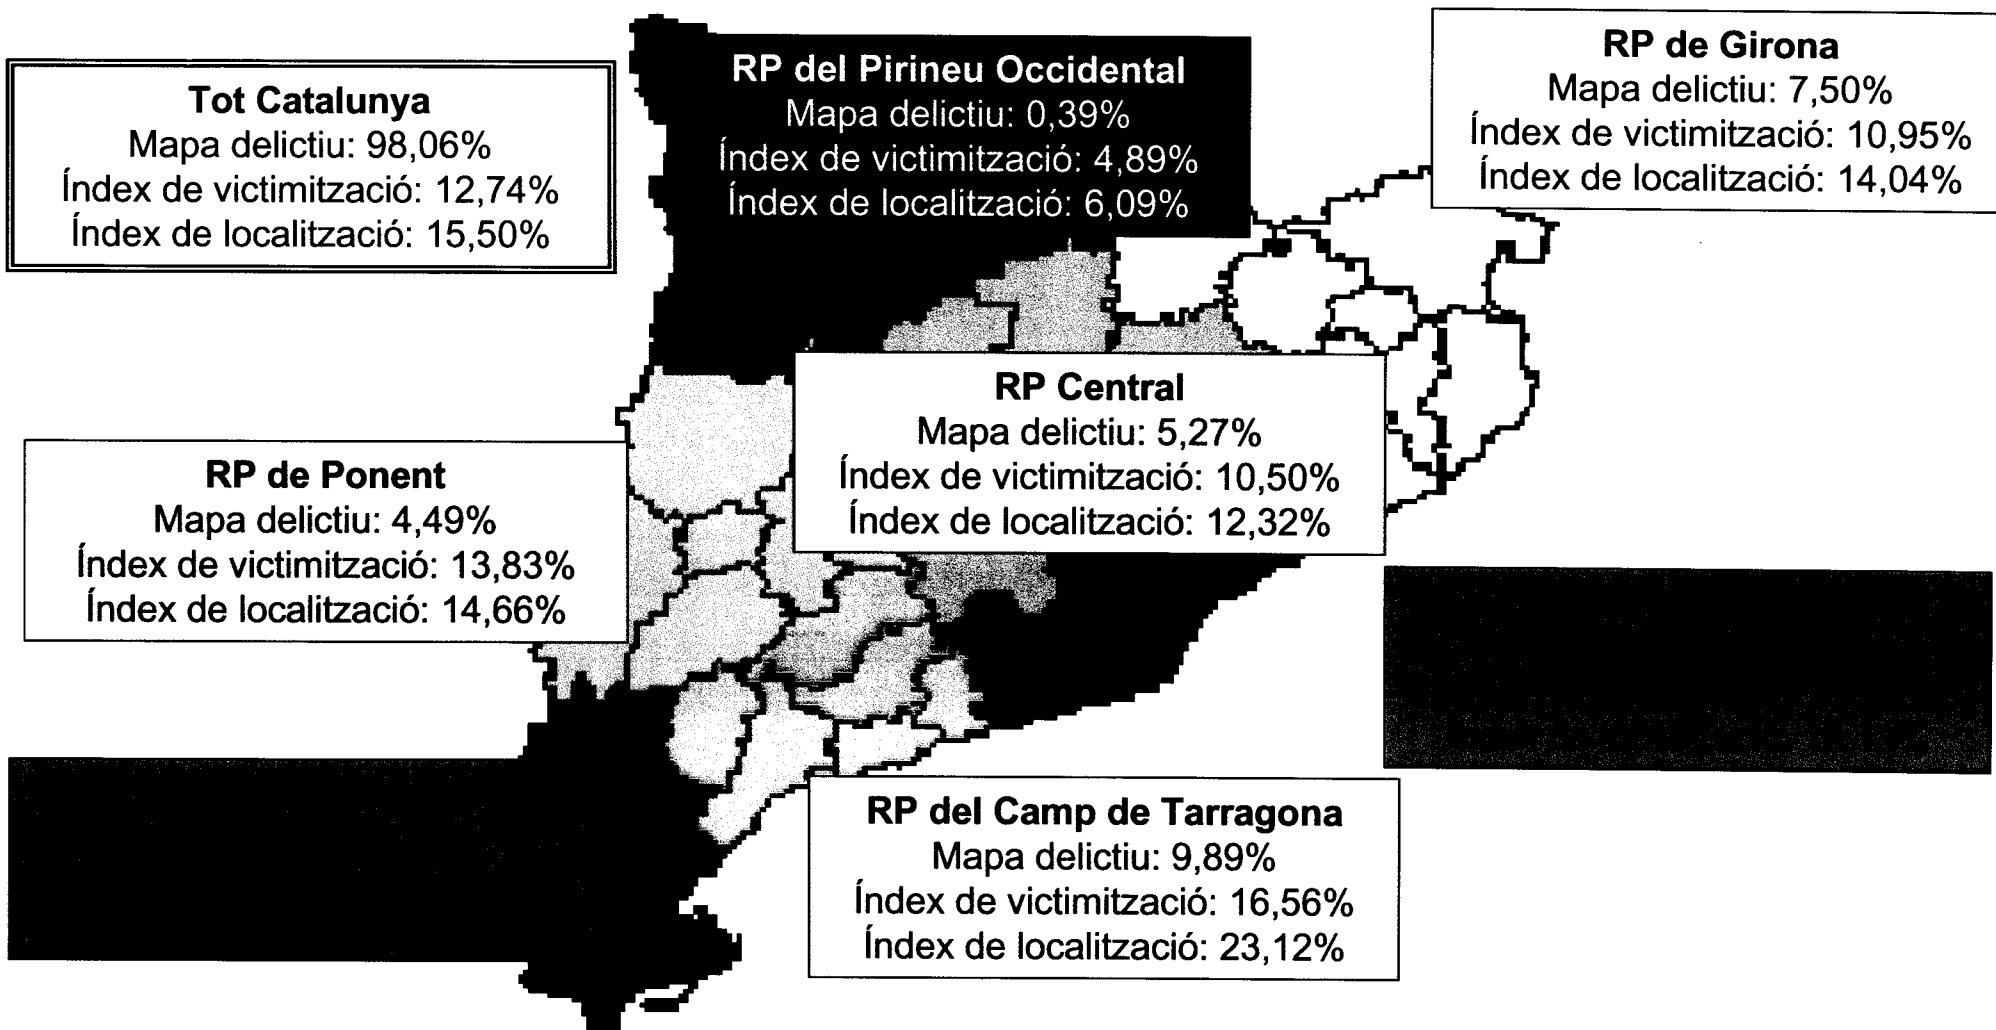 Tot Catalunya
Mapa delictiu: 98,06%
Índex de victimització: 12,74%
Índex de localització: 15,50%
RP del Pirineu Occidental
Mapa delictiu: 0,39%
Índex de victimització: 4,89%
Índex de localització: 6,09%
RP de Girona
Mapa delictiu: 7,50%
Índex de victimització: 10,95%
Índex de localització: 14,04%
RP Central
Mapa delictiu: 5,27%
Índex de victimització: 10,50%
Índex de localització: 12,32%
RP de Ponent
Mapa delictiu: 4,49%
Índex de victimització: 13,83%
Índex de localització: 14,66%
RP del Camp de Tarragona
Mapa delictiu: 9,89%
Índex de victimització: 16,56%
Índex de localització: 23,12%